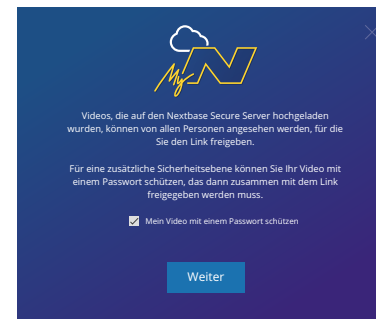 My N
Videos, die auf den Nextbase Secure Server hochgeladen
wurden, können von allen Personen angesehen werden, für die
Sie den Link freigeben.
Für eine zusätzliche Sicherheitsebene können Sie Ihr Video mit
einem Passwort schützen, das dann zusammen mit dem Link
freigegeben werden muss.
Mein Video mit einem Passwort schützen
Weiter